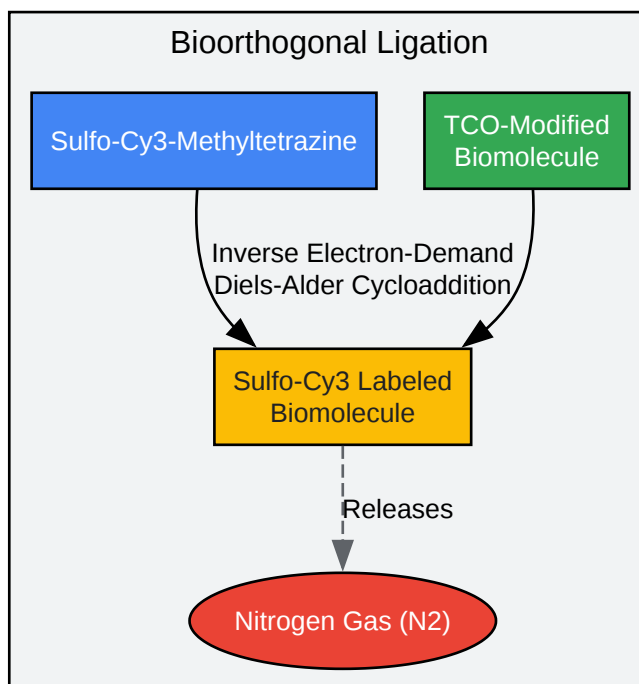 Bioorthogonal Ligation
Sulfo-Cy3-Methyltetrazine
TCO-Modified
Biomolecule
Inverse Electron-Demand
Diels-Alder Cycloaddition
Sulfo-Cy3 Labeled
Biomolecule
Releases
Nitrogen Gas (N2)